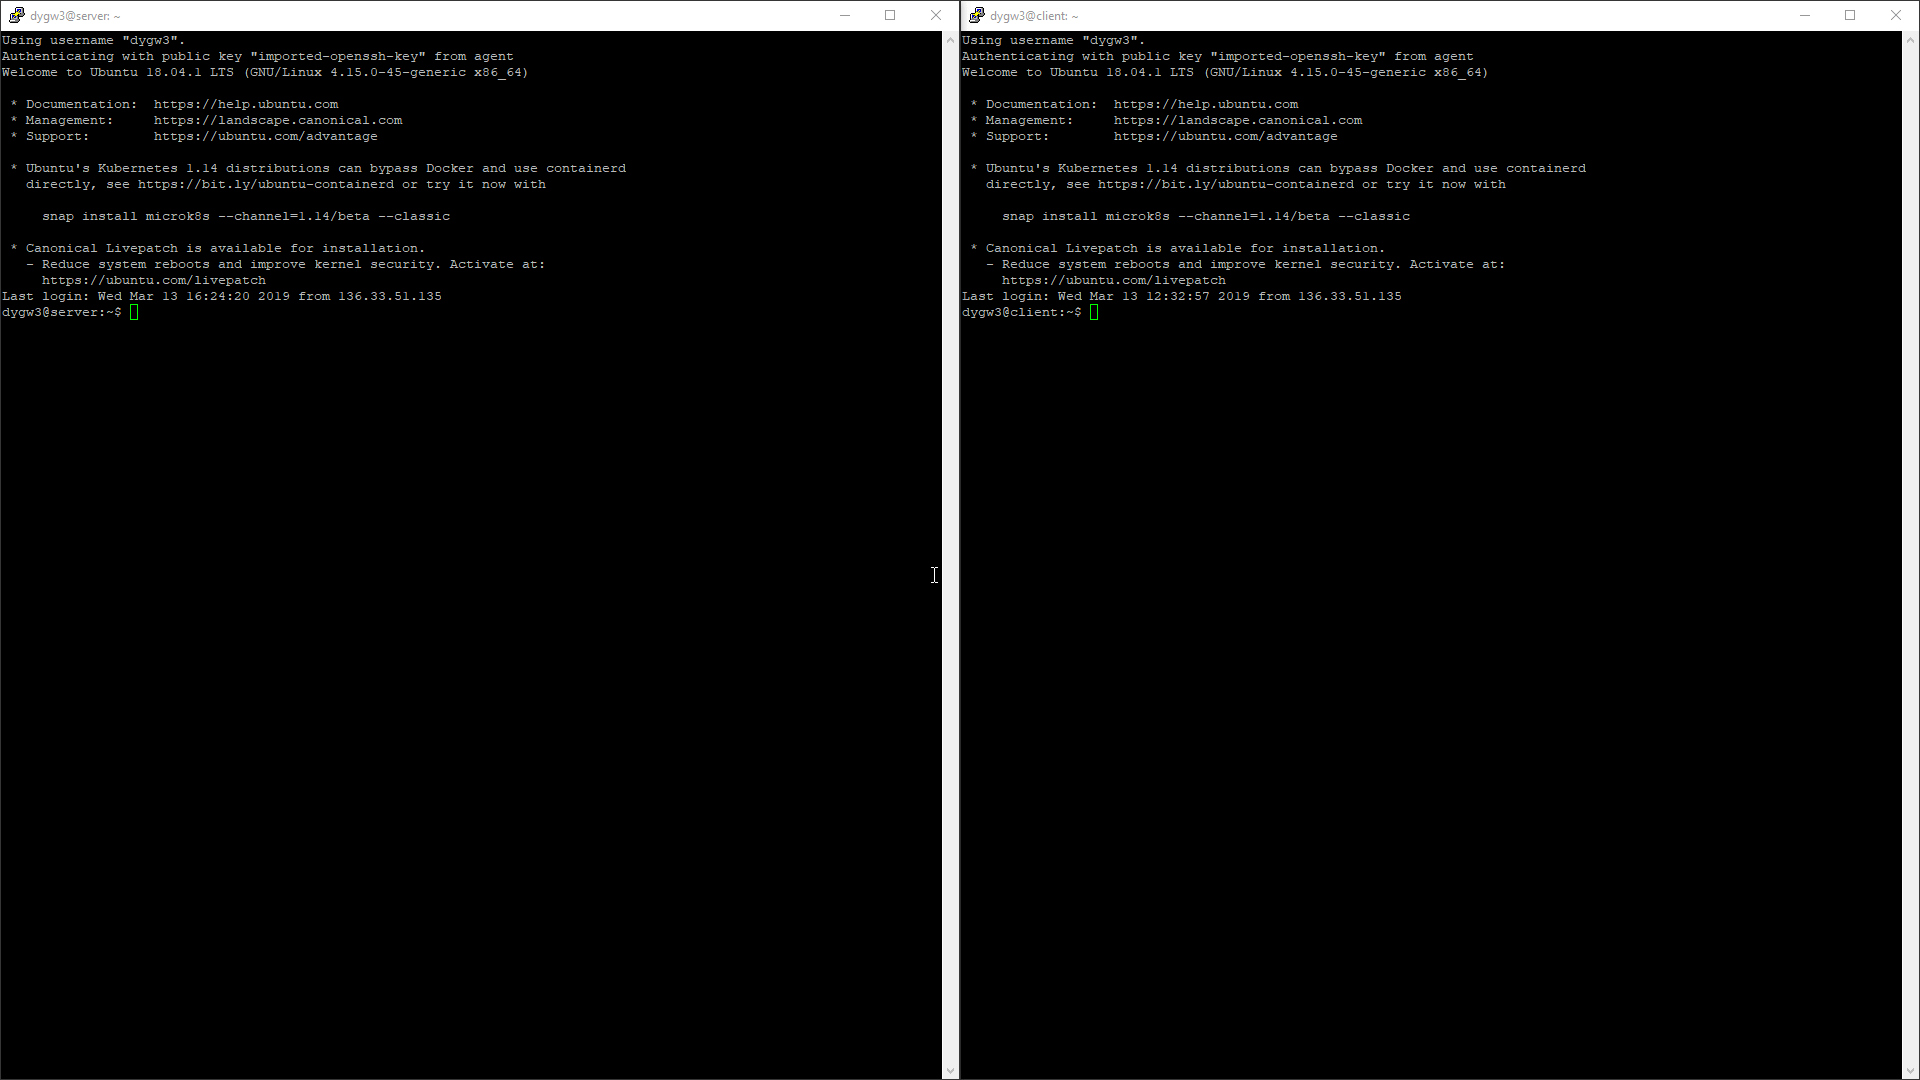 dygw3@server: ~
Using username "dygw3".
Authenticating with public key "imported-openssh-key" from agent
Welcome to Ubuntu 18.04.1 LTS (GNU/Linux 4.15.0-45-generic x86_64)
* Documentation:  https://help.ubuntu.com
* Management:     https://landscape.canonical.com
* Support:        https://ubuntu.com/advantage
* Ubuntu's Kubernetes 1.14 distributions can bypass Docker and use containerd
directly, see https://bit.ly/ubuntu-containerd or try it now with
snap install microk8s --channel=1.14/beta --classic
* Canonical Livepatch is available for installation.
- Reduce system reboots and improve kernel security. Activate at:
https://ubuntu.com/livepatch
Last login: Wed Mar 13 16:24:20 2019 from 136.33.51.135
dygw3@server:~$
dygw3@client: ~
Using username "dygw3".
Authenticating with public key "imported-openssh-key" from agent
Welcome to Ubuntu 18.04.1 LTS (GNU/Linux 4.15.0-45-generic x86_64)
* Documentation:  https://help.ubuntu.com
* Management:     https://landscape.canonical.com
* Support:        https://ubuntu.com/advantage
* Ubuntu's Kubernetes 1.14 distributions can bypass Docker and use containerd
directly, see https://bit.ly/ubuntu-containerd or try it now with
snap install microk8s --channel=1.14/beta --classic
* Canonical Livepatch is available for installation.
- Reduce system reboots and improve kernel security. Activate at:
https://ubuntu.com/livepatch
Last login: Wed Mar 13 12:32:57 2019 from 136.33.51.135
dygw3@client:~$